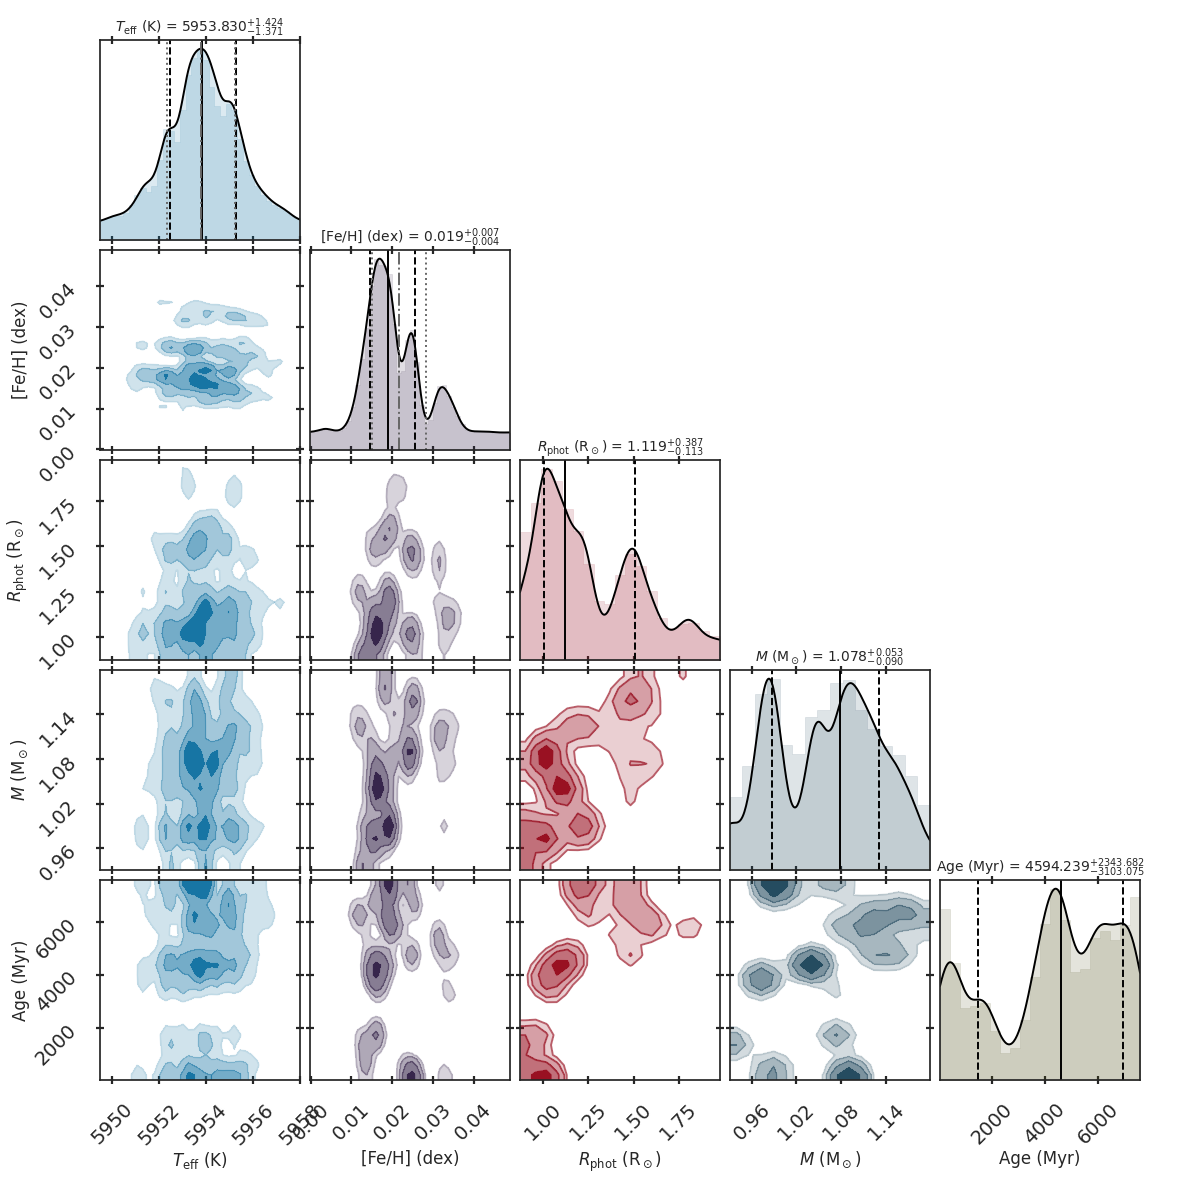 T_eff (K) = 5953.830^{+1.424}_{−1.371}
[Fe/H] (dex) = 0.019^{+0.007}_{−0.004}
[Fe/H] (dex)
0.04
0.03
0.02
0.01
0.00
R_phot (R_⊙) = 1.119^{+0.387}_{−0.113}
R_phot (R_⊙)
1.75
1.50
1.25
1.00
M (M_⊙) = 1.078^{+0.053}_{−0.090}
M (M_⊙)
1.14
1.08
1.02
0.96
Age (Myr) = 4594.239^{+2343.682}_{−3103.075}
Age (Myr)
6000
4000
2000
5950 5952 5954 5956 5958
0.00 0.01 0.02 0.03 0.04
1.00 1.25 1.50 1.75
0.96 1.02 1.08 1.14
2000 4000 6000
T_eff (K)
[Fe/H] (dex)
R_phot (R_⊙)
M (M_⊙)
Age (Myr)